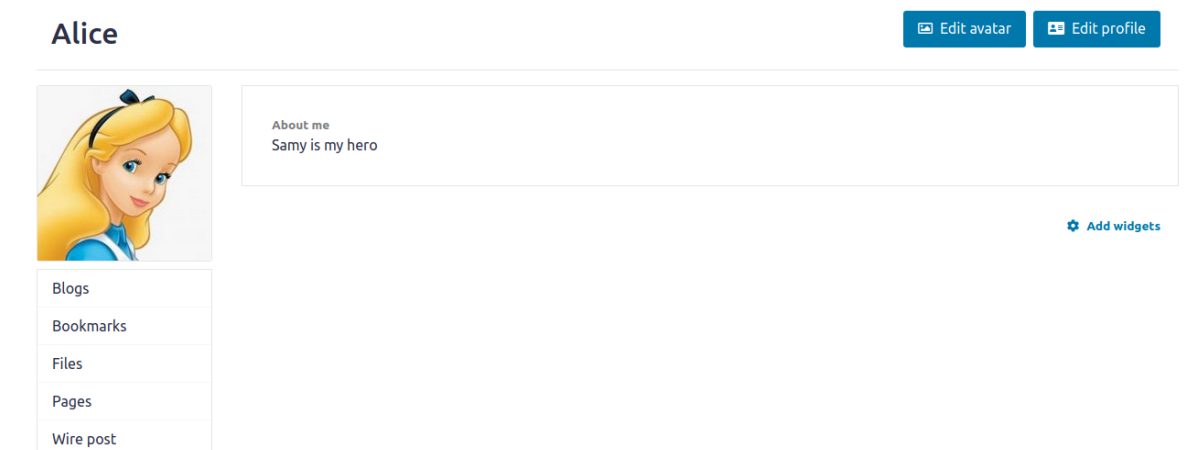 Alice
Edit avatar
Edit profile
About me
Samy is my hero
Add widgets
Blogs
Bookmarks
Files
Pages
Wire post